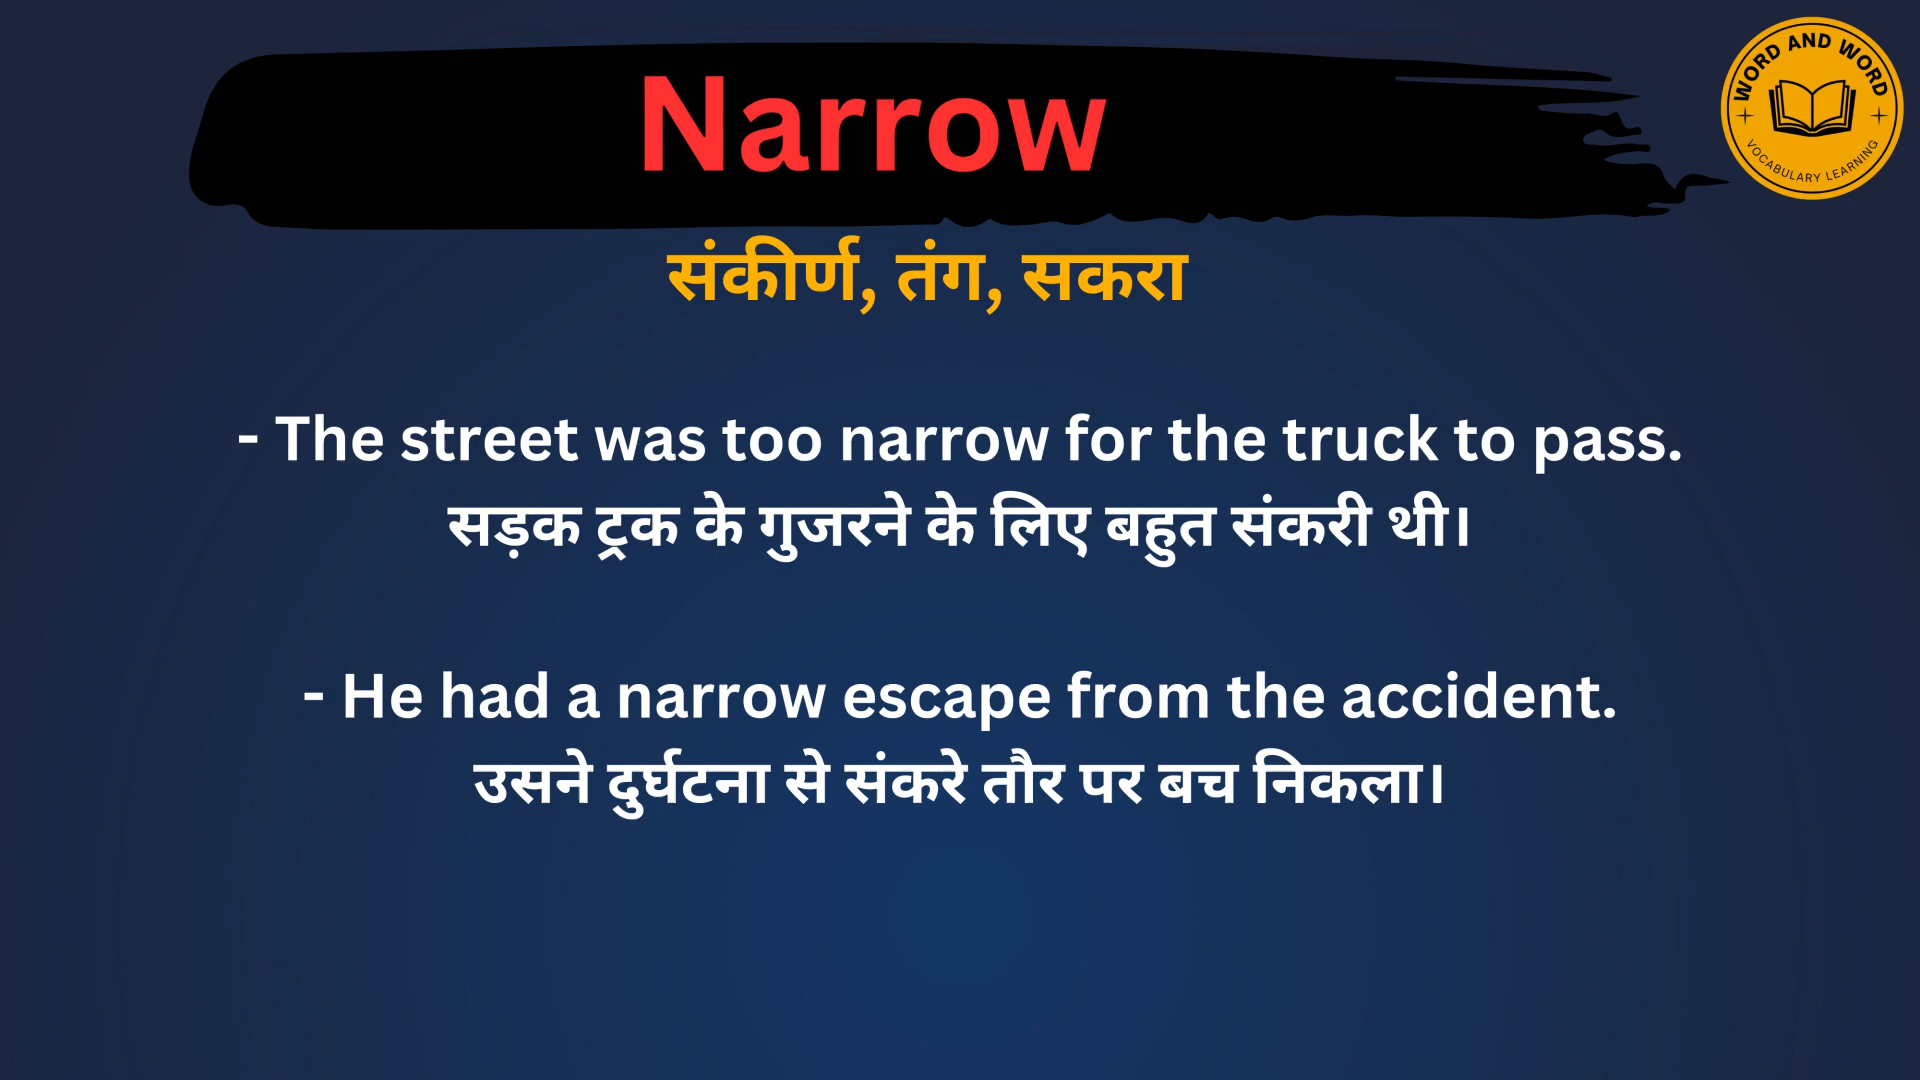 Narrow
WORD AND WORD
VOCABULARY LEARNING
संकीर्ण, तंग, सकरा
- The street was too narrow for the truck to pass.
सड़क ट्रक के गुजरने के लिए बहुत संकरी थी।
- He had a narrow escape from the accident.
उसने दुर्घटना से संकरे तौर पर बच निकला।